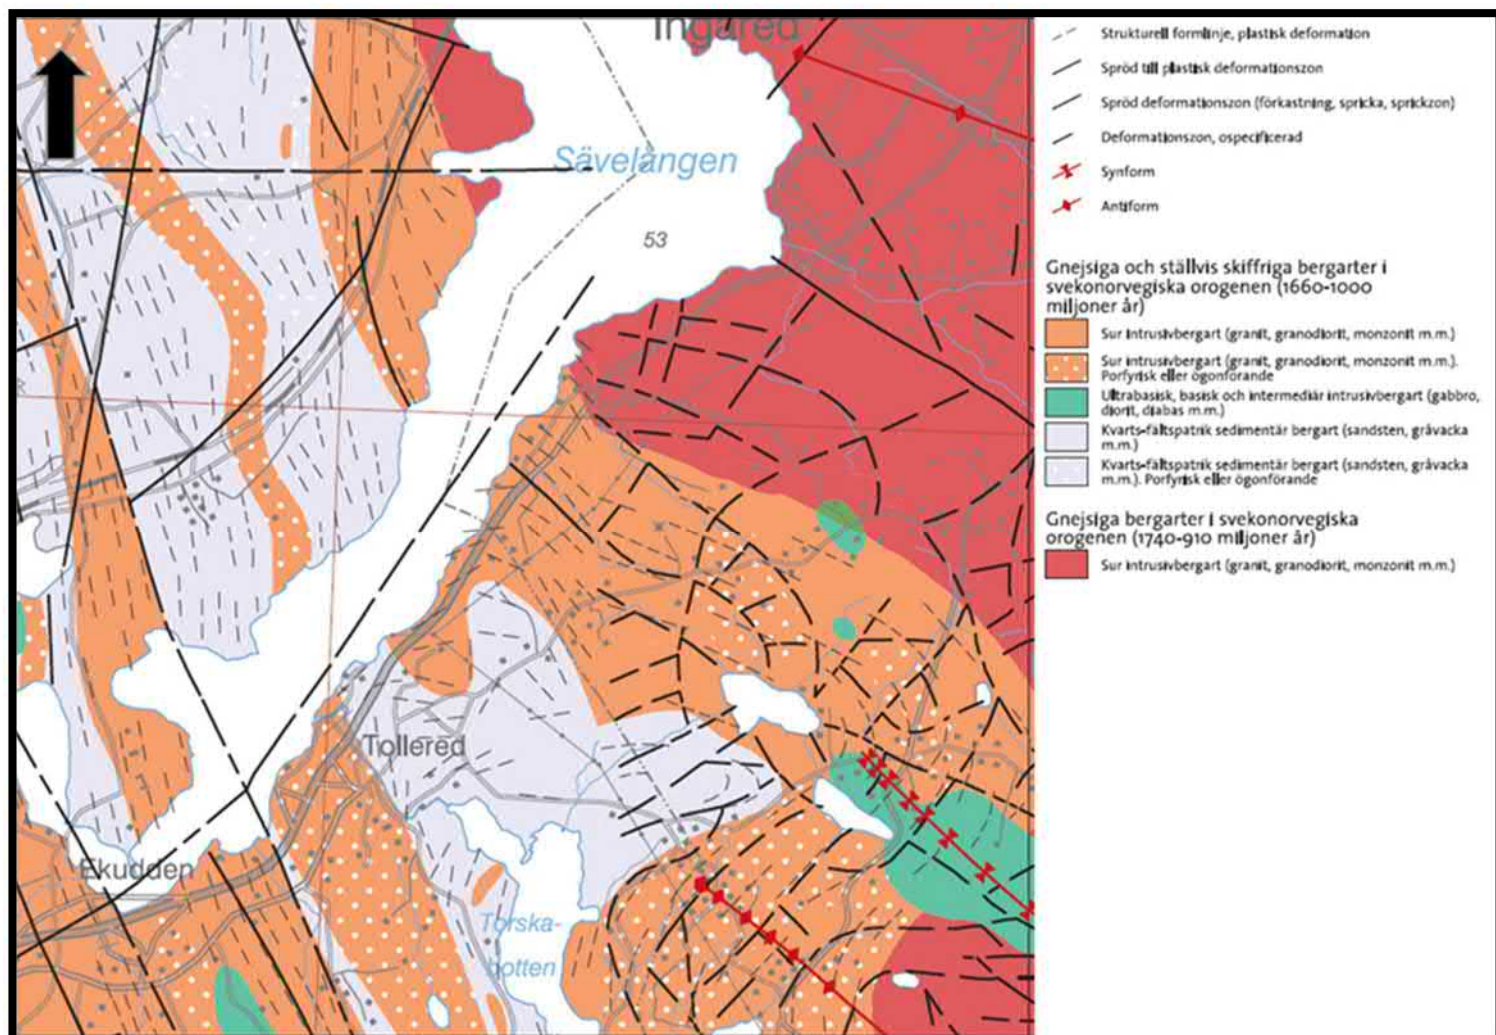 Ingared
Sävelången
53
Tollered
Ekudden
Torska-
botten
Strukturell formlinje, plastisk deformation
Spröd till plastisk deformationszon
Spröd deformationszon (förkastning, spricka, sprickzon)
Deformationszon, ospecificerad
Synform
Antiform
Gnejsiga och ställvis skiffriga bergarter i
svekonorvegiska orogenen (1660-1000
miljoner år)
Sur intrusivbergart (granit, granodiorit, monzonit m.m.)
Sur intrusivbergart (granit, granodiorit, monzonit m.m.).
Porfyrisk eller ögonförande
Ultrabasisk, basisk och intermediär intrusivbergart (gabbro,
diorit, diabas m.m.)
Kvarts-fältspatrik sedimentär bergart (sandsten, gråvacka
m.m.)
Kvarts-fältspatrik sedimentär bergart (sandsten, gråvacka
m.m.). Porfyrisk eller ögonförande
Gnejsiga bergarter i svekonorvegiska
orogenen (1740-910 miljoner år)
Sur intrusivbergart (granit, granodiorit, monzonit m.m.)